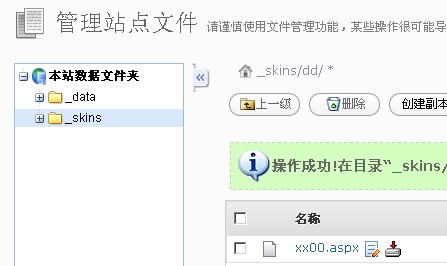 管理站点文件 请谨慎使用文件管理功能，某些操作很可能导
本站数据文件夹
_data
_skins
«
_skins/dd/ *
上一级 删除 创建副本
操作成功!在目录“_skins/
名称
xx00.aspx